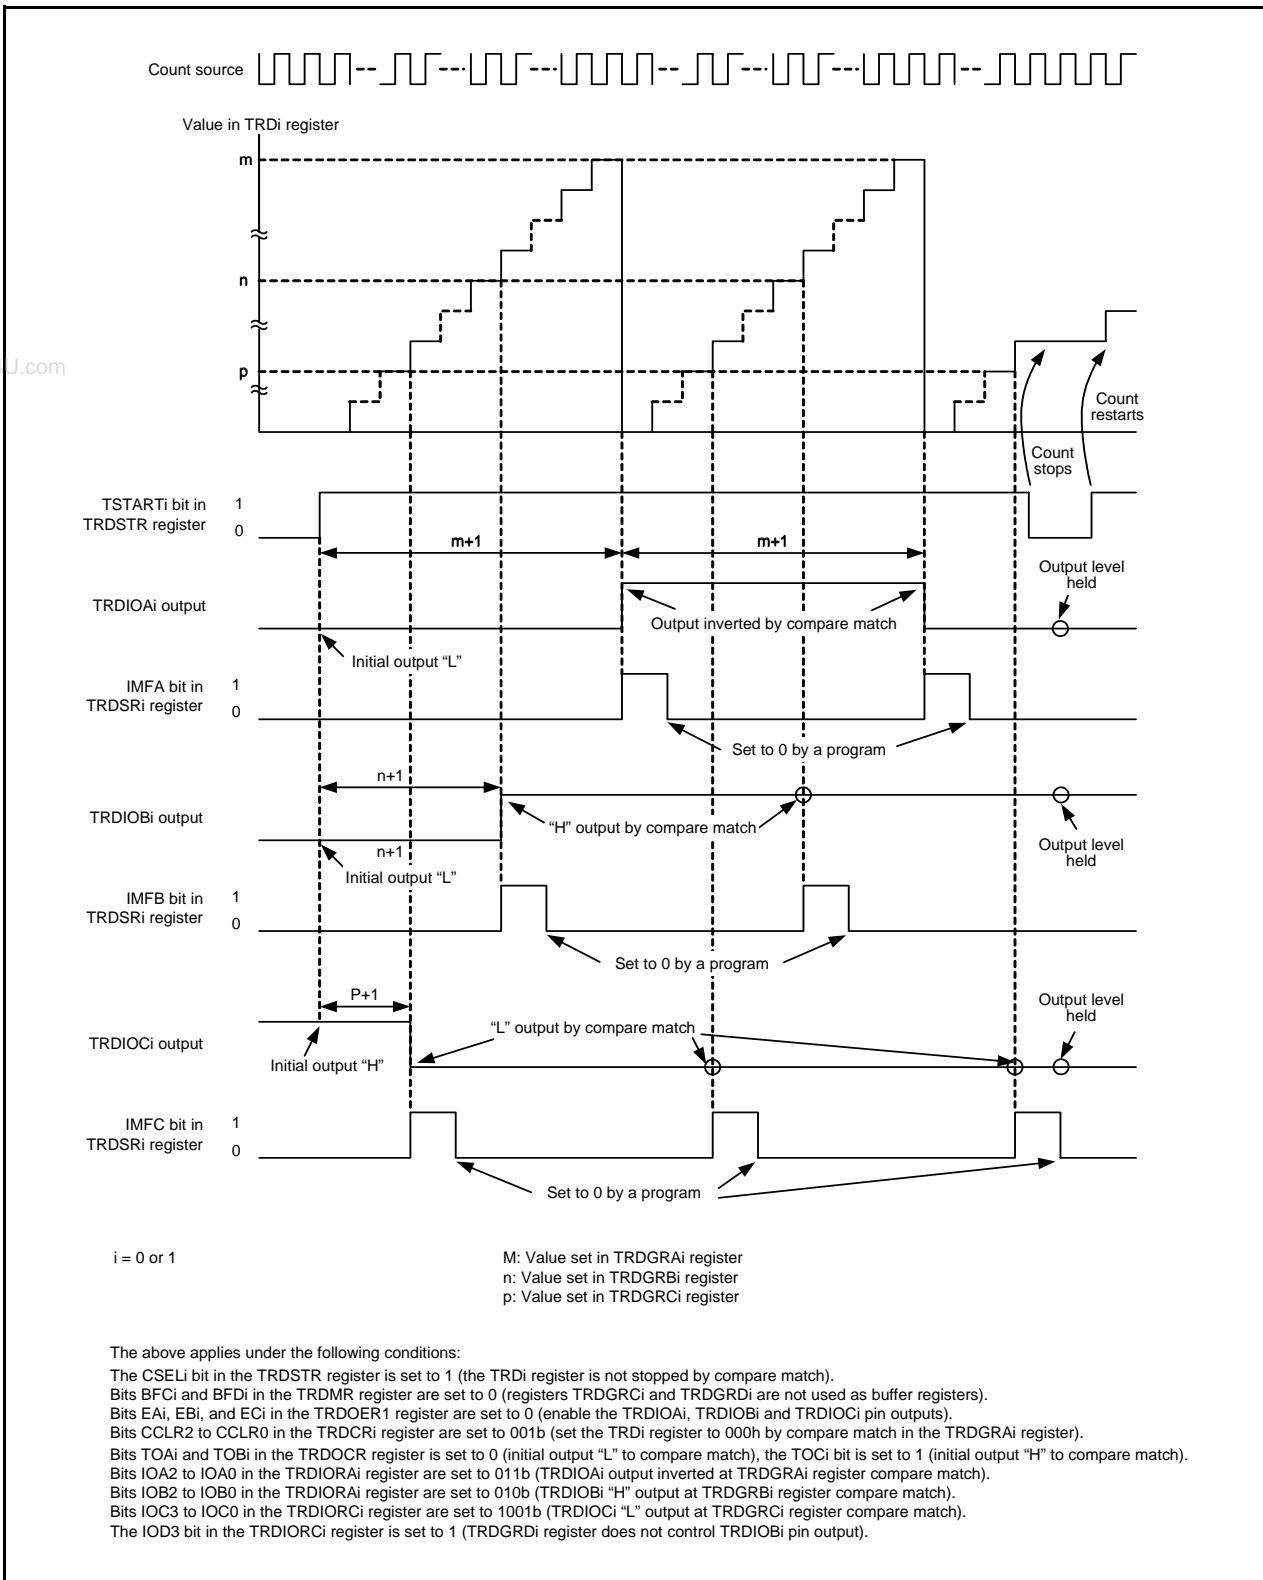 Count source
Value in TRDi register
m
n
U.com
p
Count
restarts
Count
stops
TSTARTi bit in
TRDSTR register
1
0
m+1
m+1
Output level
held
TRDIOAi output
Output inverted by compare match
Initial output “L”
IMFA bit in
TRDSRi register
1
0
Set to 0 by a program
n+1
TRDIOBi output
“H” output by compare match
n+1
Initial output “L”
Output level
held
IMFB bit in
TRDSRi register
1
0
Set to 0 by a program
P+1
Output level
held
“L” output by compare match
TRDIOCi output
Initial output “H”
IMFC bit in
TRDSRi register
1
0
Set to 0 by a program
i = 0 or 1
M: Value set in TRDGRAi register
n: Value set in TRDGRBi register
p: Value set in TRDGRCi register
The above applies under the following conditions:
The CSELi bit in the TRDSTR register is set to 1 (the TRDi register is not stopped by compare match).
Bits BFCi and BFDi in the TRDMR register are set to 0 (registers TRDGRCi and TRDGRDi are not used as buffer registers).
Bits EAi, EBi, and ECi in the TRDOER1 register are set to 0 (enable the TRDIOAi, TRDIOBi and TRDIOCi pin outputs).
Bits CCLR2 to CCLR0 in the TRDCRi register are set to 001b (set the TRDi register to 000h by compare match in the TRDGRAi register).
Bits TOAi and TOBi in the TRDOCR register is set to 0 (initial output “L” to compare match), the TOCi bit is set to 1 (initial output “H” to compare match).
Bits IOA2 to IOA0 in the TRDIORAi register are set to 011b (TRDIOAi output inverted at TRDGRAi register compare match).
Bits IOB2 to IOB0 in the TRDIORAi register are set to 010b (TRDIOBi “H” output at TRDGRBi register compare match).
Bits IOC3 to IOC0 in the TRDIORCi register are set to 1001b (TRDIOCi “L” output at TRDGRCi register compare match).
The IOD3 bit in the TRDIORCi register is set to 1 (TRDGRDi register does not control TRDIOBi pin output).